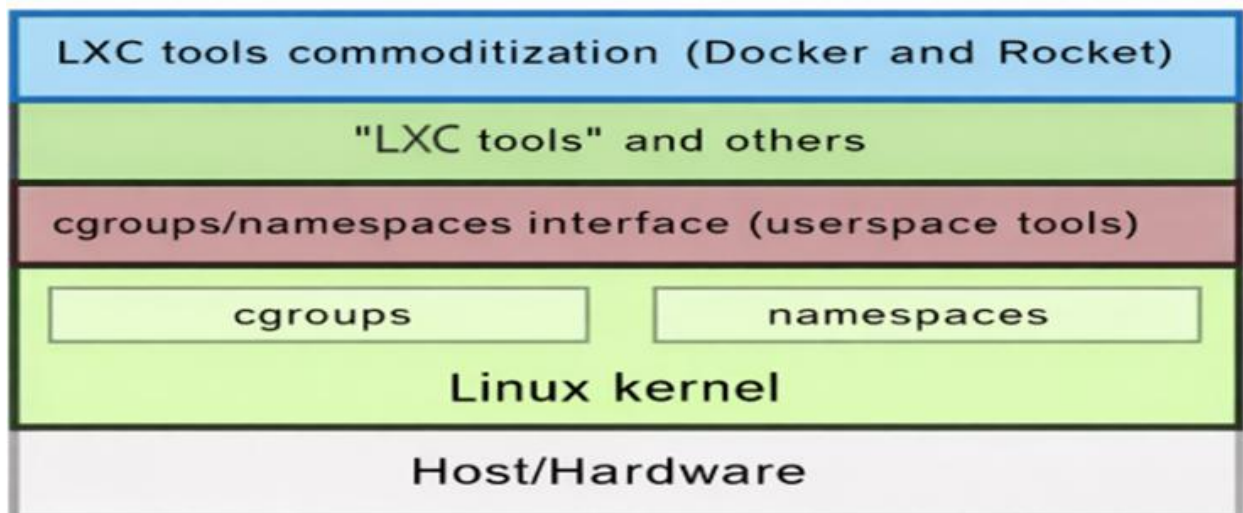 LXC tools commoditization (Docker and Rocket)
"LXC tools" and others
cgroups/namespaces interface (userspace tools)
cgroups namespaces
Linux kernel
Host/Hardware